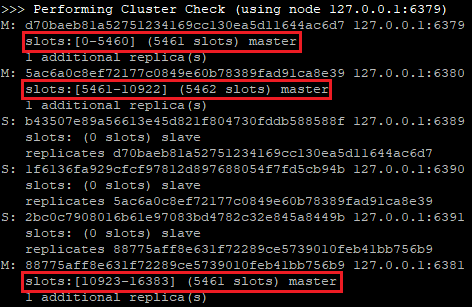 >>> Performing Cluster Check (using node 127.0.0.1:6379)
M: d70baeb81a52751234169cc130ea5d11644ac6d7 127.0.0.1:6379
slots:[0-5460] (5461 slots) master
1 additional replica(s)
M: 5ac6a0c8ef72177c0849e60b78389fad91ca8e39 127.0.0.1:6380
slots:[5461-10922] (5462 slots) master
1 additional replica(s)
S: b43507e89a56613e45d821f804730fddb588588f 127.0.0.1:6389
slots: (0 slots) slave
replicates d70baeb81a52751234169cc130ea5d11644ac6d7
S: 1f6136fa929cfcf97812d897688054f7fd5cb94b 127.0.0.1:6390
slots: (0 slots) slave
replicates 5ac6a0c8ef72177c0849e60b78389fad91ca8e39
S: 2bc0c7908016b61e97083bd4782c32e845a8449b 127.0.0.1:6391
slots: (0 slots) slave
replicates 88775aff8e631f72289ce5739010feb41bb756b9
M: 88775aff8e631f72289ce5739010feb41bb756b9 127.0.0.1:6381
slots:[10923-16383] (5461 slots) master
1 additional replica(s)